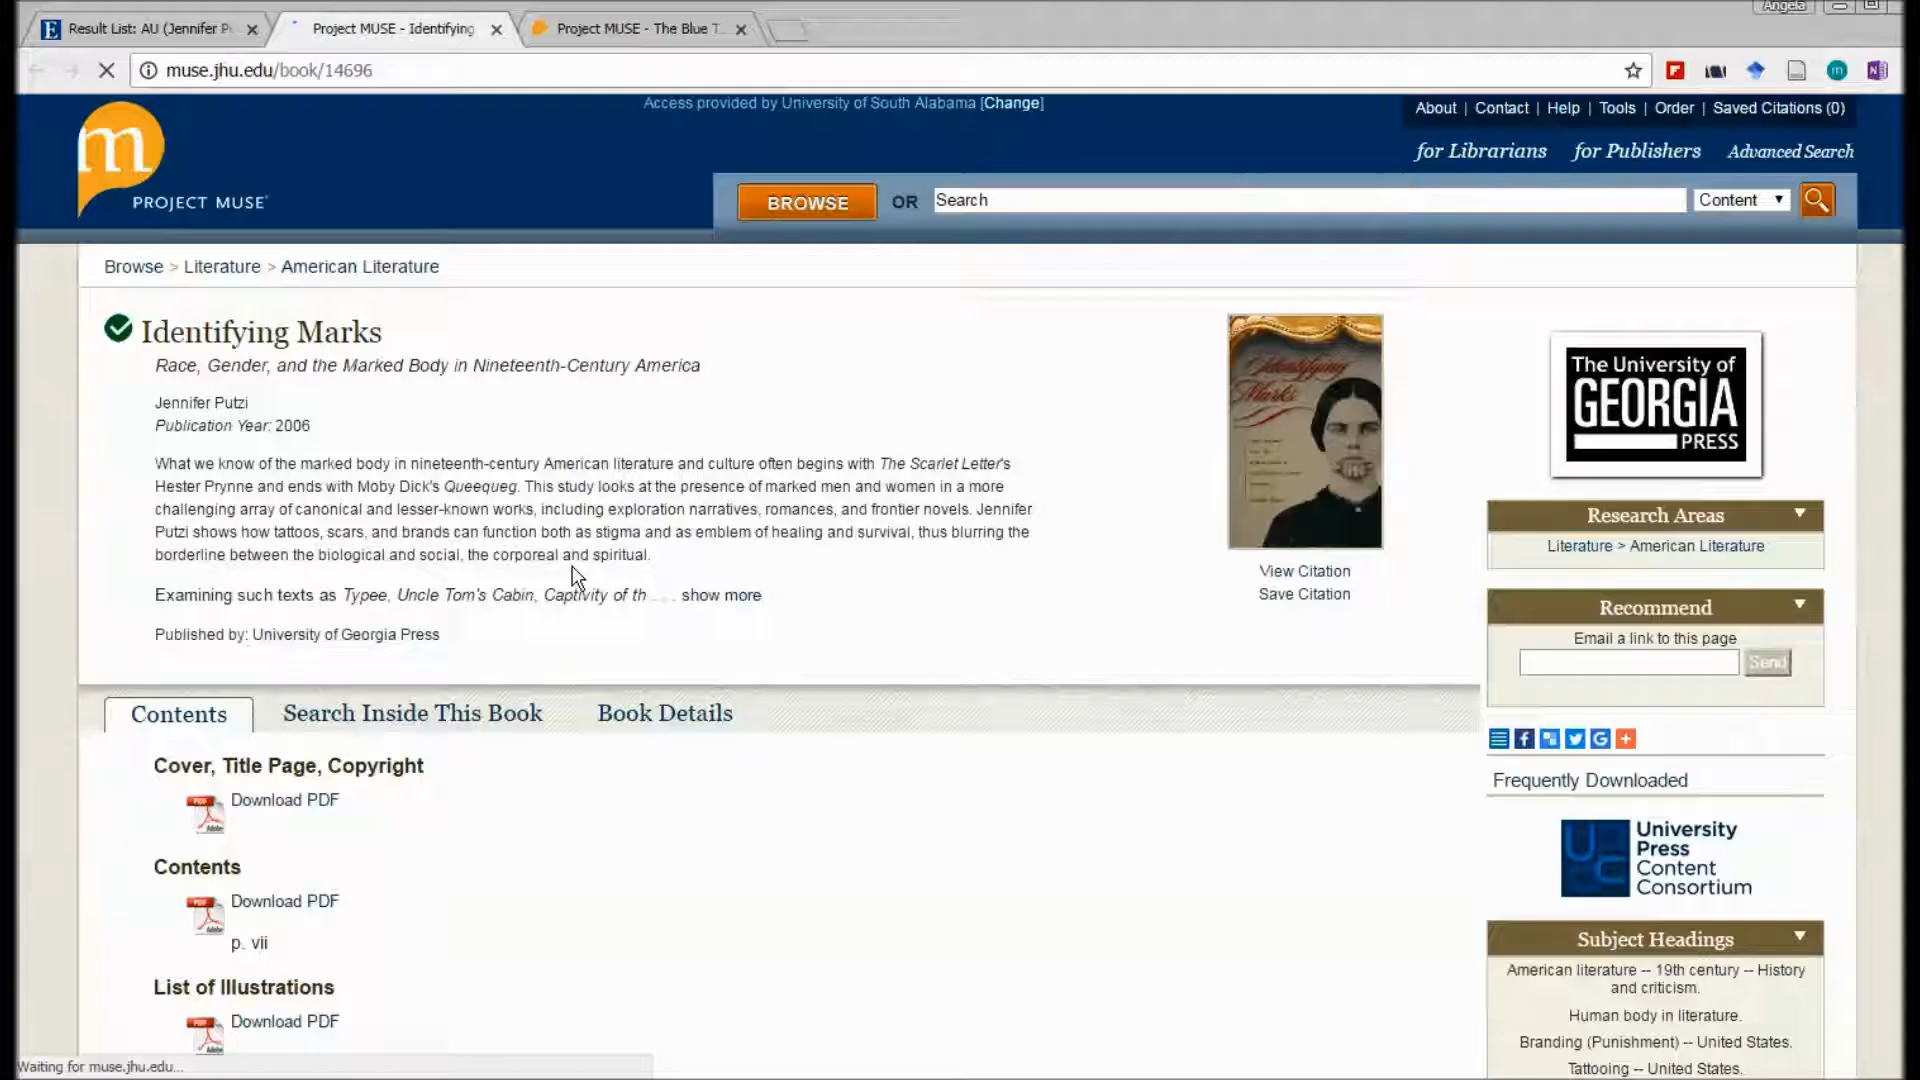 Angela
Result List: AU (Jennifer P
Project MUSE - Identifying
Project MUSE - The Blue T
muse.jhu.edu/book/14696
Access provided by University of South Alabama [Change]
About | Contact | Help | Tools | Order | Saved Citations (0)
for Librarians for Publishers Advanced Search
m
PROJECT MUSE
BROWSE OR Search Content
Browse > Literature > American Literature
Identifying Marks
Race, Gender, and the Marked Body in Nineteenth-Century America
Jennifer Putzi
Publication Year: 2006
What we know of the marked body in nineteenth-century American literature and culture often begins with The Scarlet Letter's
Hester Prynne and ends with Moby Dick's Queequeg. This study looks at the presence of marked men and women in a more
challenging array of canonical and lesser-known works, including exploration narratives, romances, and frontier novels. Jennifer
Putzi shows how tattoos, scars, and brands can function both as stigma and as emblem of healing and survival, thus blurring the
borderline between the biological and social, the corporeal and spiritual.
Examining such texts as Typee, Uncle Tom's Cabin, Captivity of th . . . show more
Published by: University of Georgia Press
Identifying
Marks
View Citation
Save Citation
The University of
GEORGIA
PRESS
Research Areas
Literature > American Literature
Recommend
Email a link to this page
Send
Contents
Search Inside This Book
Book Details
Cover, Title Page, Copyright
Download PDF
Contents
Download PDF
p. vii
List of Illustrations
Download PDF
Frequently Downloaded
University
Press
Content
Consortium
Subject Headings
American literature -- 19th century -- History
and criticism.
Human body in literature.
Branding (Punishment) -- United States.
Tattooing -- United States.
Waiting for muse.jhu.edu...